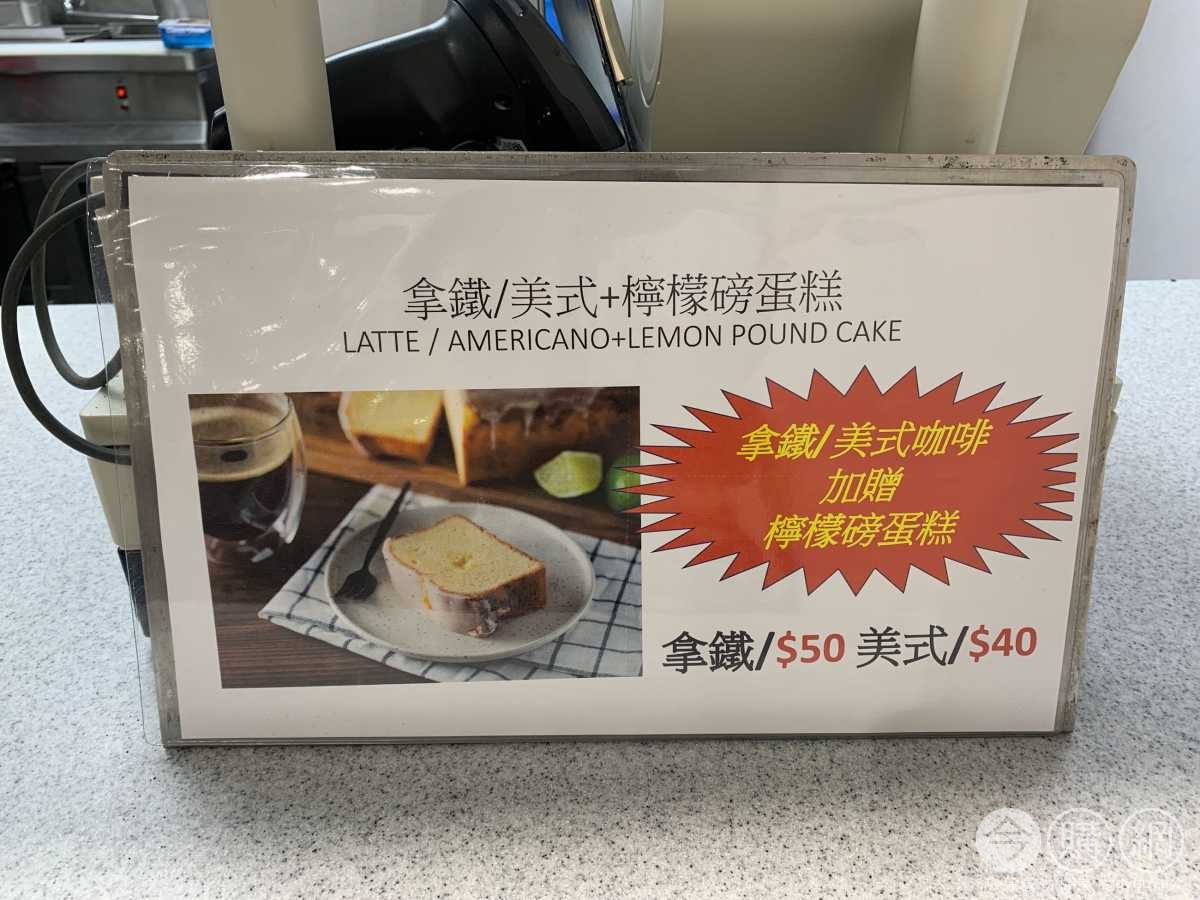 拿鐵/美式+檸檬磅蛋糕
LATTE / AMERICANO+LEMON POUND CAKE
拿鐵/美式咖啡
加贈
檸檬磅蛋糕
拿鐵/$50 美式/$40
今購網